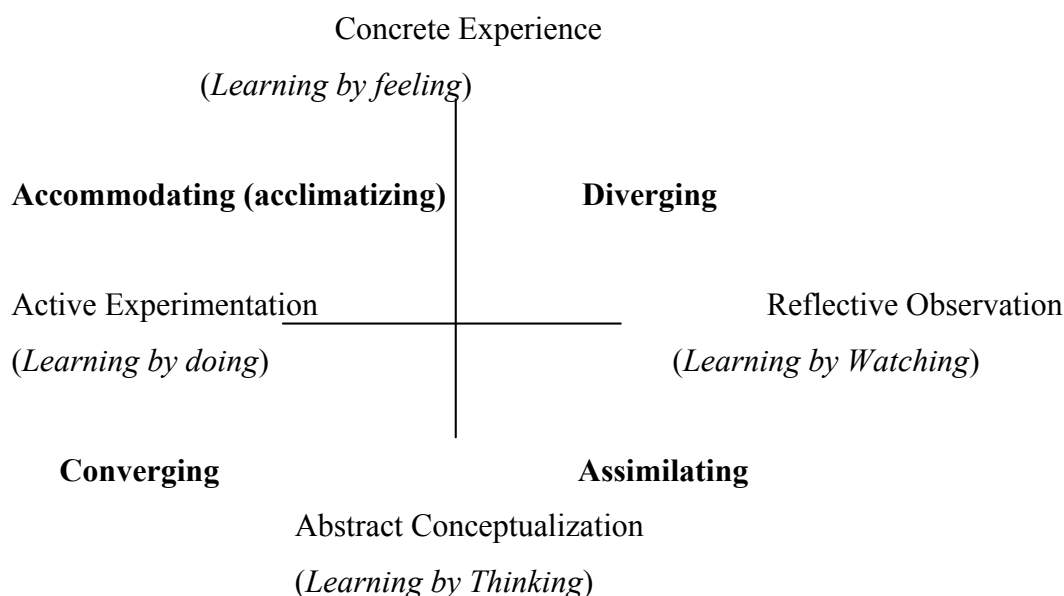 Concrete Experience
(Learning by feeling)
Accommodating (acclimatizing) Diverging
Active Experimentation Reflective Observation
(Learning by doing) (Learning by Watching)
Converging Assimilating
Abstract Conceptualization
(Learning by Thinking)